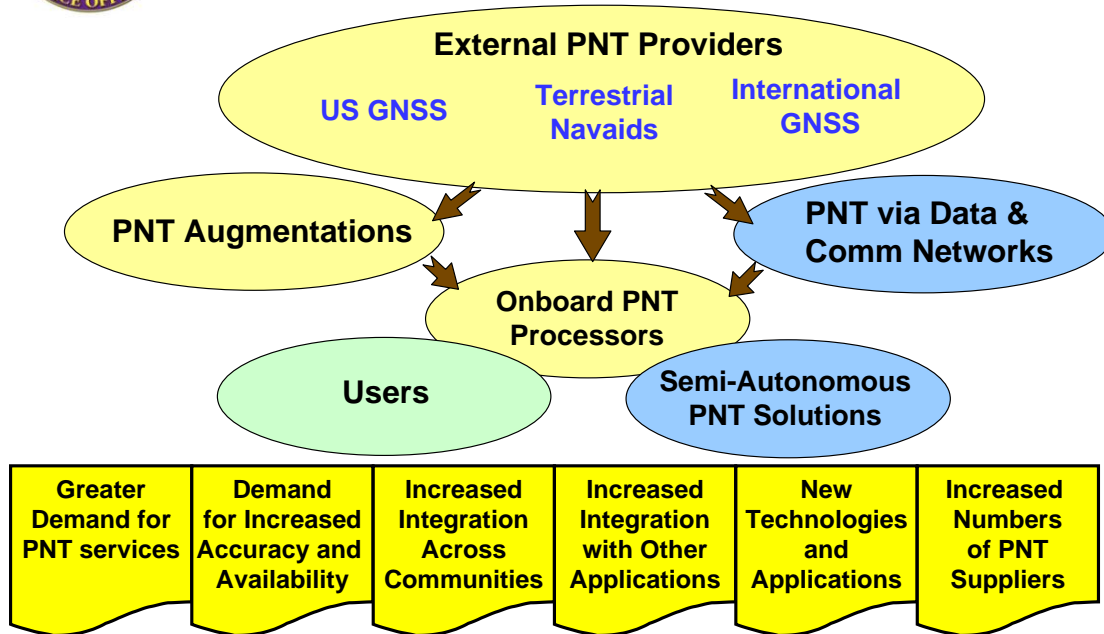 CE OFF
External PNT Providers
US GNSS
Terrestrial
Navaids
International
GNSS
PNT Augmentations
PNT via Data &
Comm Networks
Onboard PNT
Processors
Users
Semi-Autonomous
PNT Solutions
Greater
Demand for
PNT services
Demand
for Increased
Accuracy and
Availability
Increased
Integration
Across
Communities
Increased
Integration
with Other
Applications
New
Technologies
and
Applications
Increased
Numbers
of PNT
Suppliers